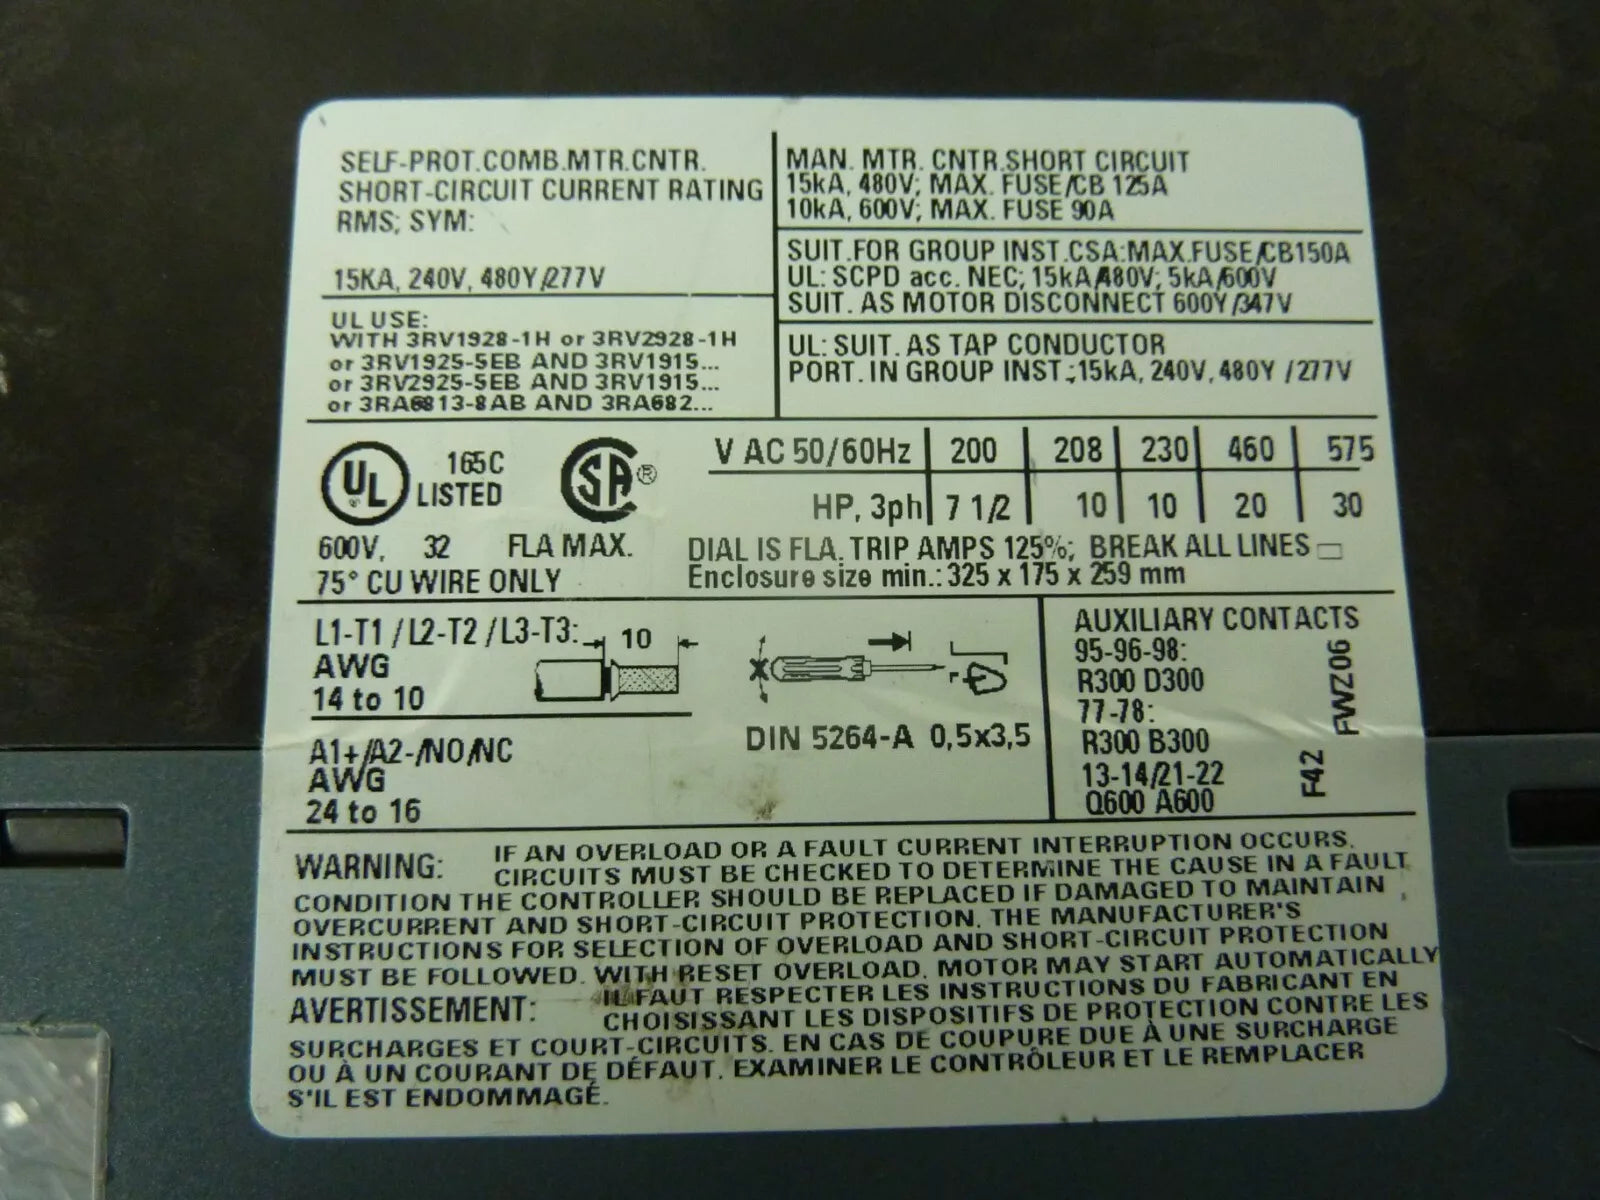 SELF-PROT.COMB.MTR.CNTR.
SHORT-CIRCUIT CURRENT RATING
RMS; SYM:
15KA, 240V, 480Y/277V
UL USE:
WITH 3RV1928-1H or 3RV2928-1H
or 3RV1925-5EB AND 3RV1915...
or 3RV2925-5EB AND 3RV1915...
or 3RA6813-8AB AND 3RA682...
MAN. MTR. CNTR.SHORT CIRCUIT
15kA, 480V; MAX. FUSE/CB 125A
10kA, 600V; MAX. FUSE 90A
SUIT.FOR GROUP INST.CSA:MAX.FUSE/CB150A
UL: SCPD acc. NEC; 15kA/480V; 5kA/600V
SUIT. AS MOTOR DISCONNECT 600Y/347V
UL: SUIT. AS TAP CONDUCTOR
PORT. IN GROUP INST.;15kA, 240V, 480Y/277V
UL 165C
LISTED
SA ®
600V, 32 FLA MAX.
75° CU WIRE ONLY
V AC 50/60Hz 200 208 230 460 575
HP, 3ph 7 1/2 10 10 20 30
DIAL IS FLA. TRIP AMPS 125%; BREAK ALL LINES
Enclosure size min.: 325 x 175 x 259 mm
L1-T1/L2-T2/L3-T3: 10
AWG
14 to 10
A1+/A2-/NO/NC
AWG
24 to 16
DIN 5264-A 0,5x3,5
AUXILIARY CONTACTS
95-96-98:
R300 D300
77-78:
R300 B300
13-14/21-22
Q600 A600
F42 FWZ06
WARNING: IF AN OVERLOAD OR A FAULT CURRENT INTERRUPTION OCCURS.
CIRCUITS MUST BE CHECKED TO DETERMINE THE CAUSE IN A FAULT
CONDITION THE CONTROLLER SHOULD BE REPLACED IF DAMAGED TO MAINTAIN
OVERCURRENT AND SHORT-CIRCUIT PROTECTION. THE MANUFACTURER'S
INSTRUCTIONS FOR SELECTION OF OVERLOAD AND SHORT-CIRCUIT PROTECTION
MUST BE FOLLOWED. WITH RESET OVERLOAD. MOTOR MAY START AUTOMATICALLY
AVERTISSEMENT: IL FAUT RESPECTER LES INSTRUCTIONS DU FABRICANT EN
CHOISISSANT LES DISPOSITIFS DE PROTECTION CONTRE LES
SURCHARGES ET COURT-CIRCUITS. EN CAS DE COUPURE DUE À UNE SURCHARGE
OU À UN COURANT DE DÉFAUT. EXAMINER LE CONTRÔLEUR ET LE REMPLACER
S'IL EST ENDOMMAGÉ.